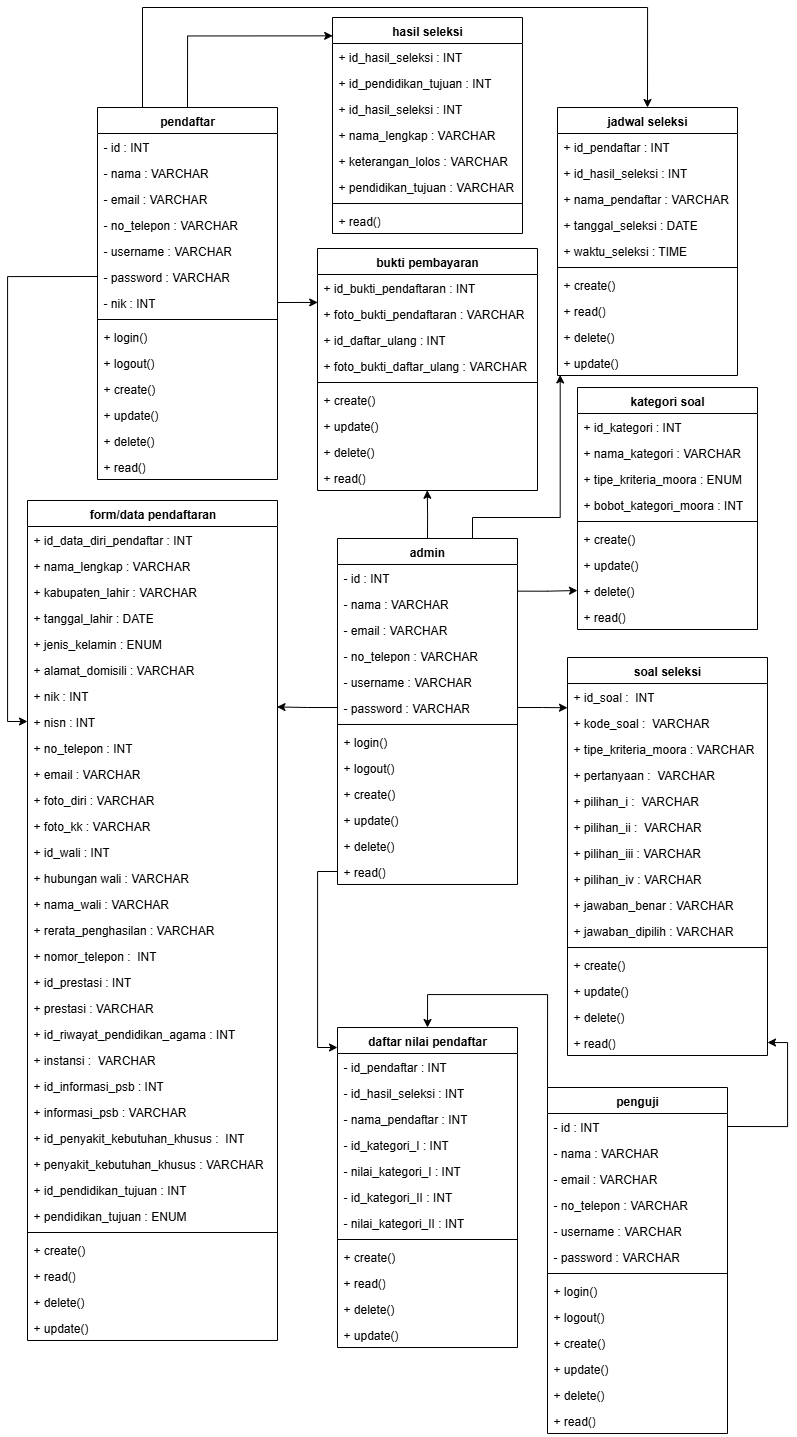 hasil seleksi
+ id_hasil_seleksi : INT
+ id_pendidikan_tujuan : INT
+ id_hasil_seleksi : INT
+ nama_lengkap : VARCHAR
+ keterangan_lolos : VARCHAR
+ pendidikan_tujuan : VARCHAR
+ read()
pendaftar
- id : INT
- nama : VARCHAR
- email : VARCHAR
- no_telepon : VARCHAR
- username : VARCHAR
- password : VARCHAR
- nik : INT
+ login()
+ logout()
+ create()
+ update()
+ delete()
+ read()
jadwal seleksi
+ id_pendaftar : INT
+ id_hasil_seleksi : INT
+ nama_pendaftar : VARCHAR
+ tanggal_seleksi : DATE
+ waktu_seleksi : TIME
+ create()
+ read()
+ delete()
+ update()
bukti pembayaran
+ id_bukti_pendaftaran : INT
+ foto_bukti_pendaftaran : VARCHAR
+ id_daftar_ulang : INT
+ foto_bukti_daftar_ulang : VARCHAR
+ create()
+ update()
+ delete()
+ read()
kategori soal
+ id_kategori : INT
+ nama_kategori : VARCHAR
+ tipe_kriteria_moora : ENUM
+ bobot_kategori_moora : INT
+ create()
+ update()
+ delete()
+ read()
form/data pendaftaran
+ id_data_diri_pendaftar : INT
+ nama_lengkap : VARCHAR
+ kabupaten_lahir : VARCHAR
+ tanggal_lahir : DATE
+ jenis_kelamin : ENUM
+ alamat_domisili : VARCHAR
+ nik : INT
+ nisn : INT
+ no_telepon : INT
+ email : VARCHAR
+ foto_diri : VARCHAR
+ foto_kk : VARCHAR
+ id_wali : INT
+ hubungan wali : VARCHAR
+ nama_wali : VARCHAR
+ rerata_penghasilan : VARCHAR
+ nomor_telepon : INT
+ id_prestasi : INT
+ prestasi : VARCHAR
+ id_riwayat_pendidikan_agama : INT
+ instansi : VARCHAR
+ id_informasi_psb : INT
+ informasi_psb : VARCHAR
+ id_penyakit_kebutuhan_khusus : INT
+ penyakit_kebutuhan_khusus : VARCHAR
+ id_pendidikan_tujuan : INT
+ pendidikan_tujuan : ENUM
+ create()
+ read()
+ delete()
+ update()
admin
- id : INT
- nama : VARCHAR
- email : VARCHAR
- no_telepon : VARCHAR
- username : VARCHAR
- password : VARCHAR
+ login()
+ logout()
+ create()
+ update()
+ delete()
+ read()
soal seleksi
+ id_soal : INT
+ kode_soal : VARCHAR
+ tipe_kriteria_moora : VARCHAR
+ pertanyaan : VARCHAR
+ pilihan_i : VARCHAR
+ pilihan_ii : VARCHAR
+ pilihan_iii : VARCHAR
+ pilihan_iv : VARCHAR
+ jawaban_benar : VARCHAR
+ jawaban_dipilih : VARCHAR
+ create()
+ update()
+ delete()
+ read()
daftar nilai pendaftar
- id_pendaftar : INT
- id_hasil_seleksi : INT
- nama_pendaftar : INT
- id_kategori_I : INT
- nilai_kategori_I : INT
- id_kategori_II : INT
- nilai_kategori_II : INT
+ create()
+ read()
+ delete()
+ update()
penguji
- id : INT
- nama : VARCHAR
- email : VARCHAR
- no_telepon : VARCHAR
- username : VARCHAR
- password : VARCHAR
+ login()
+ logout()
+ create()
+ update()
+ delete()
+ read()